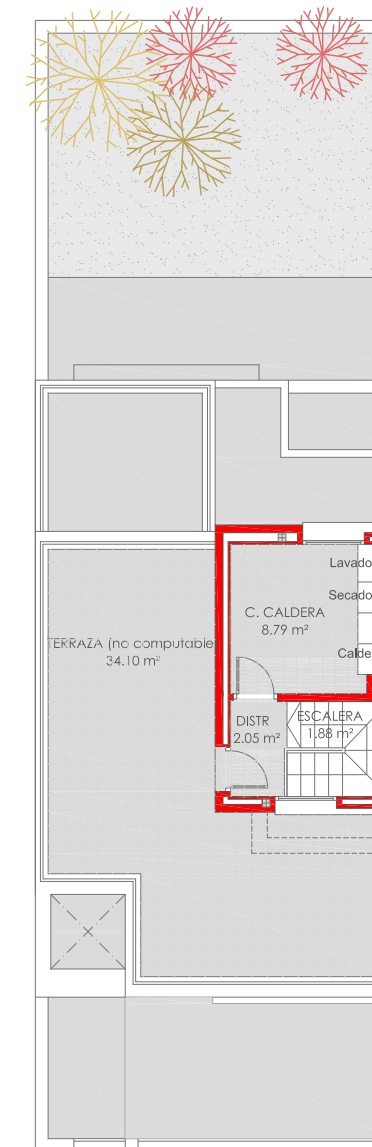 Lavado
Secado
C. CALDERA
8.79 m²
Calde
TERRAZA (no computable)
34.10 m²
DISTR
2.05 m²
ESCALERA
1.88 m²